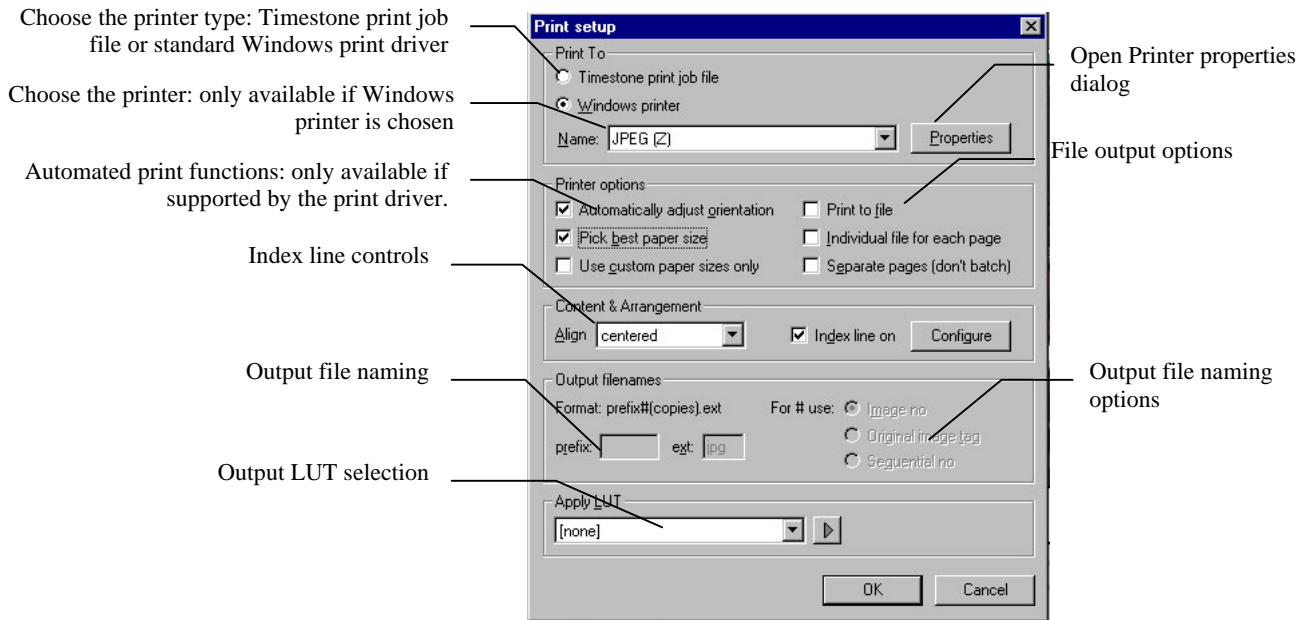 Choose the printer type: Timestone print job
file or standard Windows print driver
Choose the printer: only available if Windows
printer is chosen
Automated print functions: only available if
supported by the print driver.
Index line controls
Output file naming
Output LUT selection
Print setup
Print To
Timestone print job file
Windows printer
Name: JPEG (Z) Properties
Printer options
Automatically adjust orientation Print to file
Pick best paper size Individual file for each page
Use custom paper sizes only Separate pages (don't batch)
Content & Arrangement
Align centered Index line on Configure
Output filenames
Format: prefix#(copies).ext For # use: Image no
Original image tag
prefix: ext: jpg
Sequential no
Apply LUT
[none]
OK Cancel
Open Printer properties
dialog
File output options
Output file naming
options